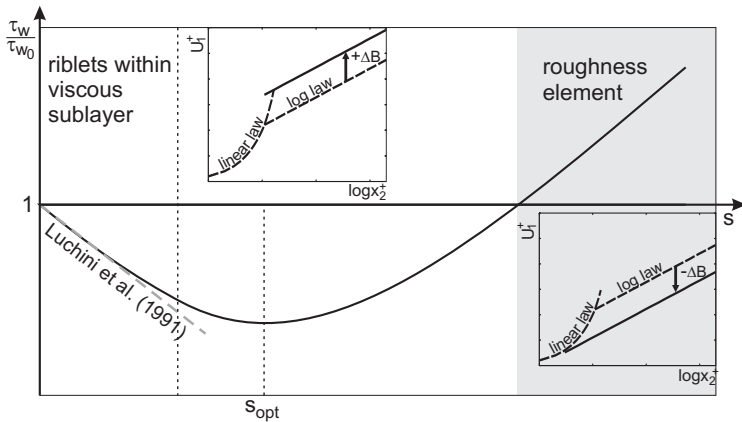 τw
τw0
riblets within
viscous
sublayer
U1+
+ΔB
log law
linear law
logx2+
roughness
element
1
s
Luchini et al. (1991)
U1+
-ΔB
log law
linear law
logx2+
sopt